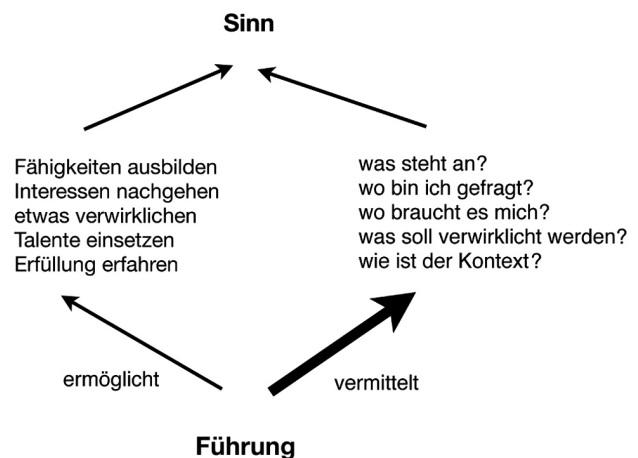 Sinn
Fähigkeiten ausbilden
Interessen nachgehen
etwas verwirklichen
Talente einsetzen
Erfüllung erfahren
was steht an?
wo bin ich gefragt?
wo braucht es mich?
was soll verwirklicht werden?
wie ist der Kontext?
ermöglicht
vermittelt
Führung